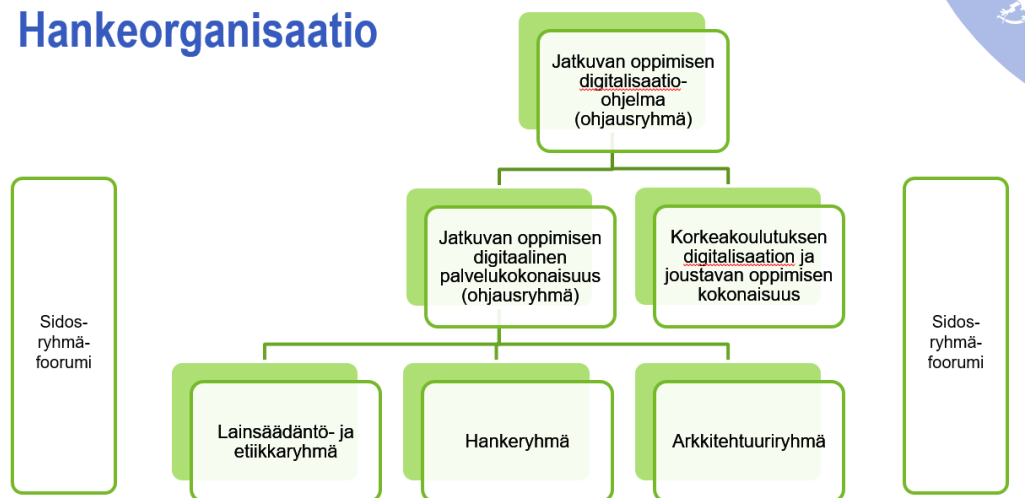 Hankeorganisaatio
Jatkuvan oppimisen
digitalisaatio-
ohjelma
(ohjausryhmä)
Jatkuvan oppimisen
digitaalinen
palvelukokonaisuus
(ohjausryhmä)
Korkeakoulutuksen
digitalisaation ja
joustavan oppimisen
kokonaisuus
Sidos-
ryhmä-
foorumi
Lainsäädäntö- ja
etiikkaryhmä
Hankeryhmä
Arkkitehtuuriryhmä
Sidos-
ryhmä-
foorumi